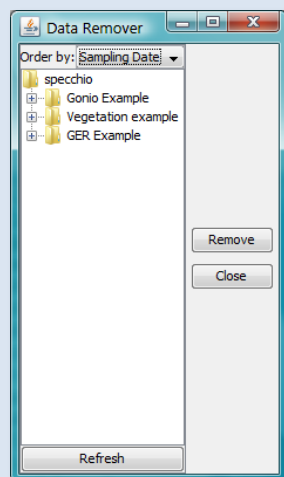 Data Remover
Order by: Sampling Date
specchio
Gonio Example
Vegetation example
GER Example
Remove
Close
Refresh